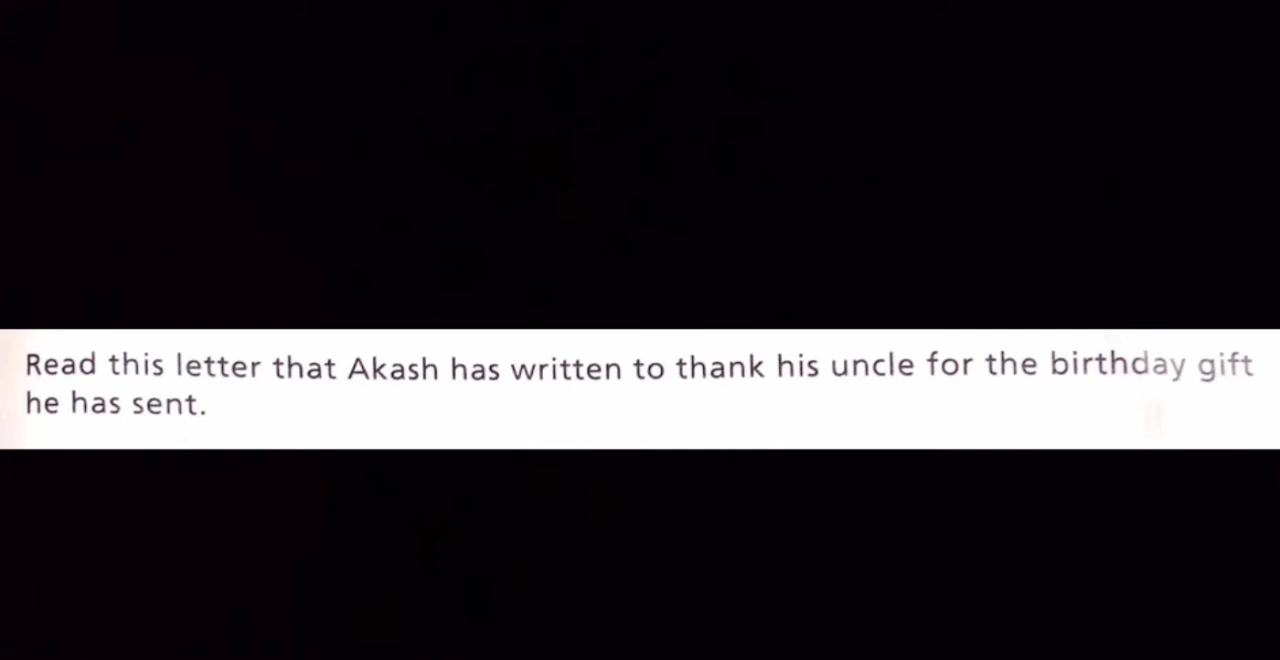 Read this letter that Akash has written to thank his uncle for the birthday gift
he has sent.